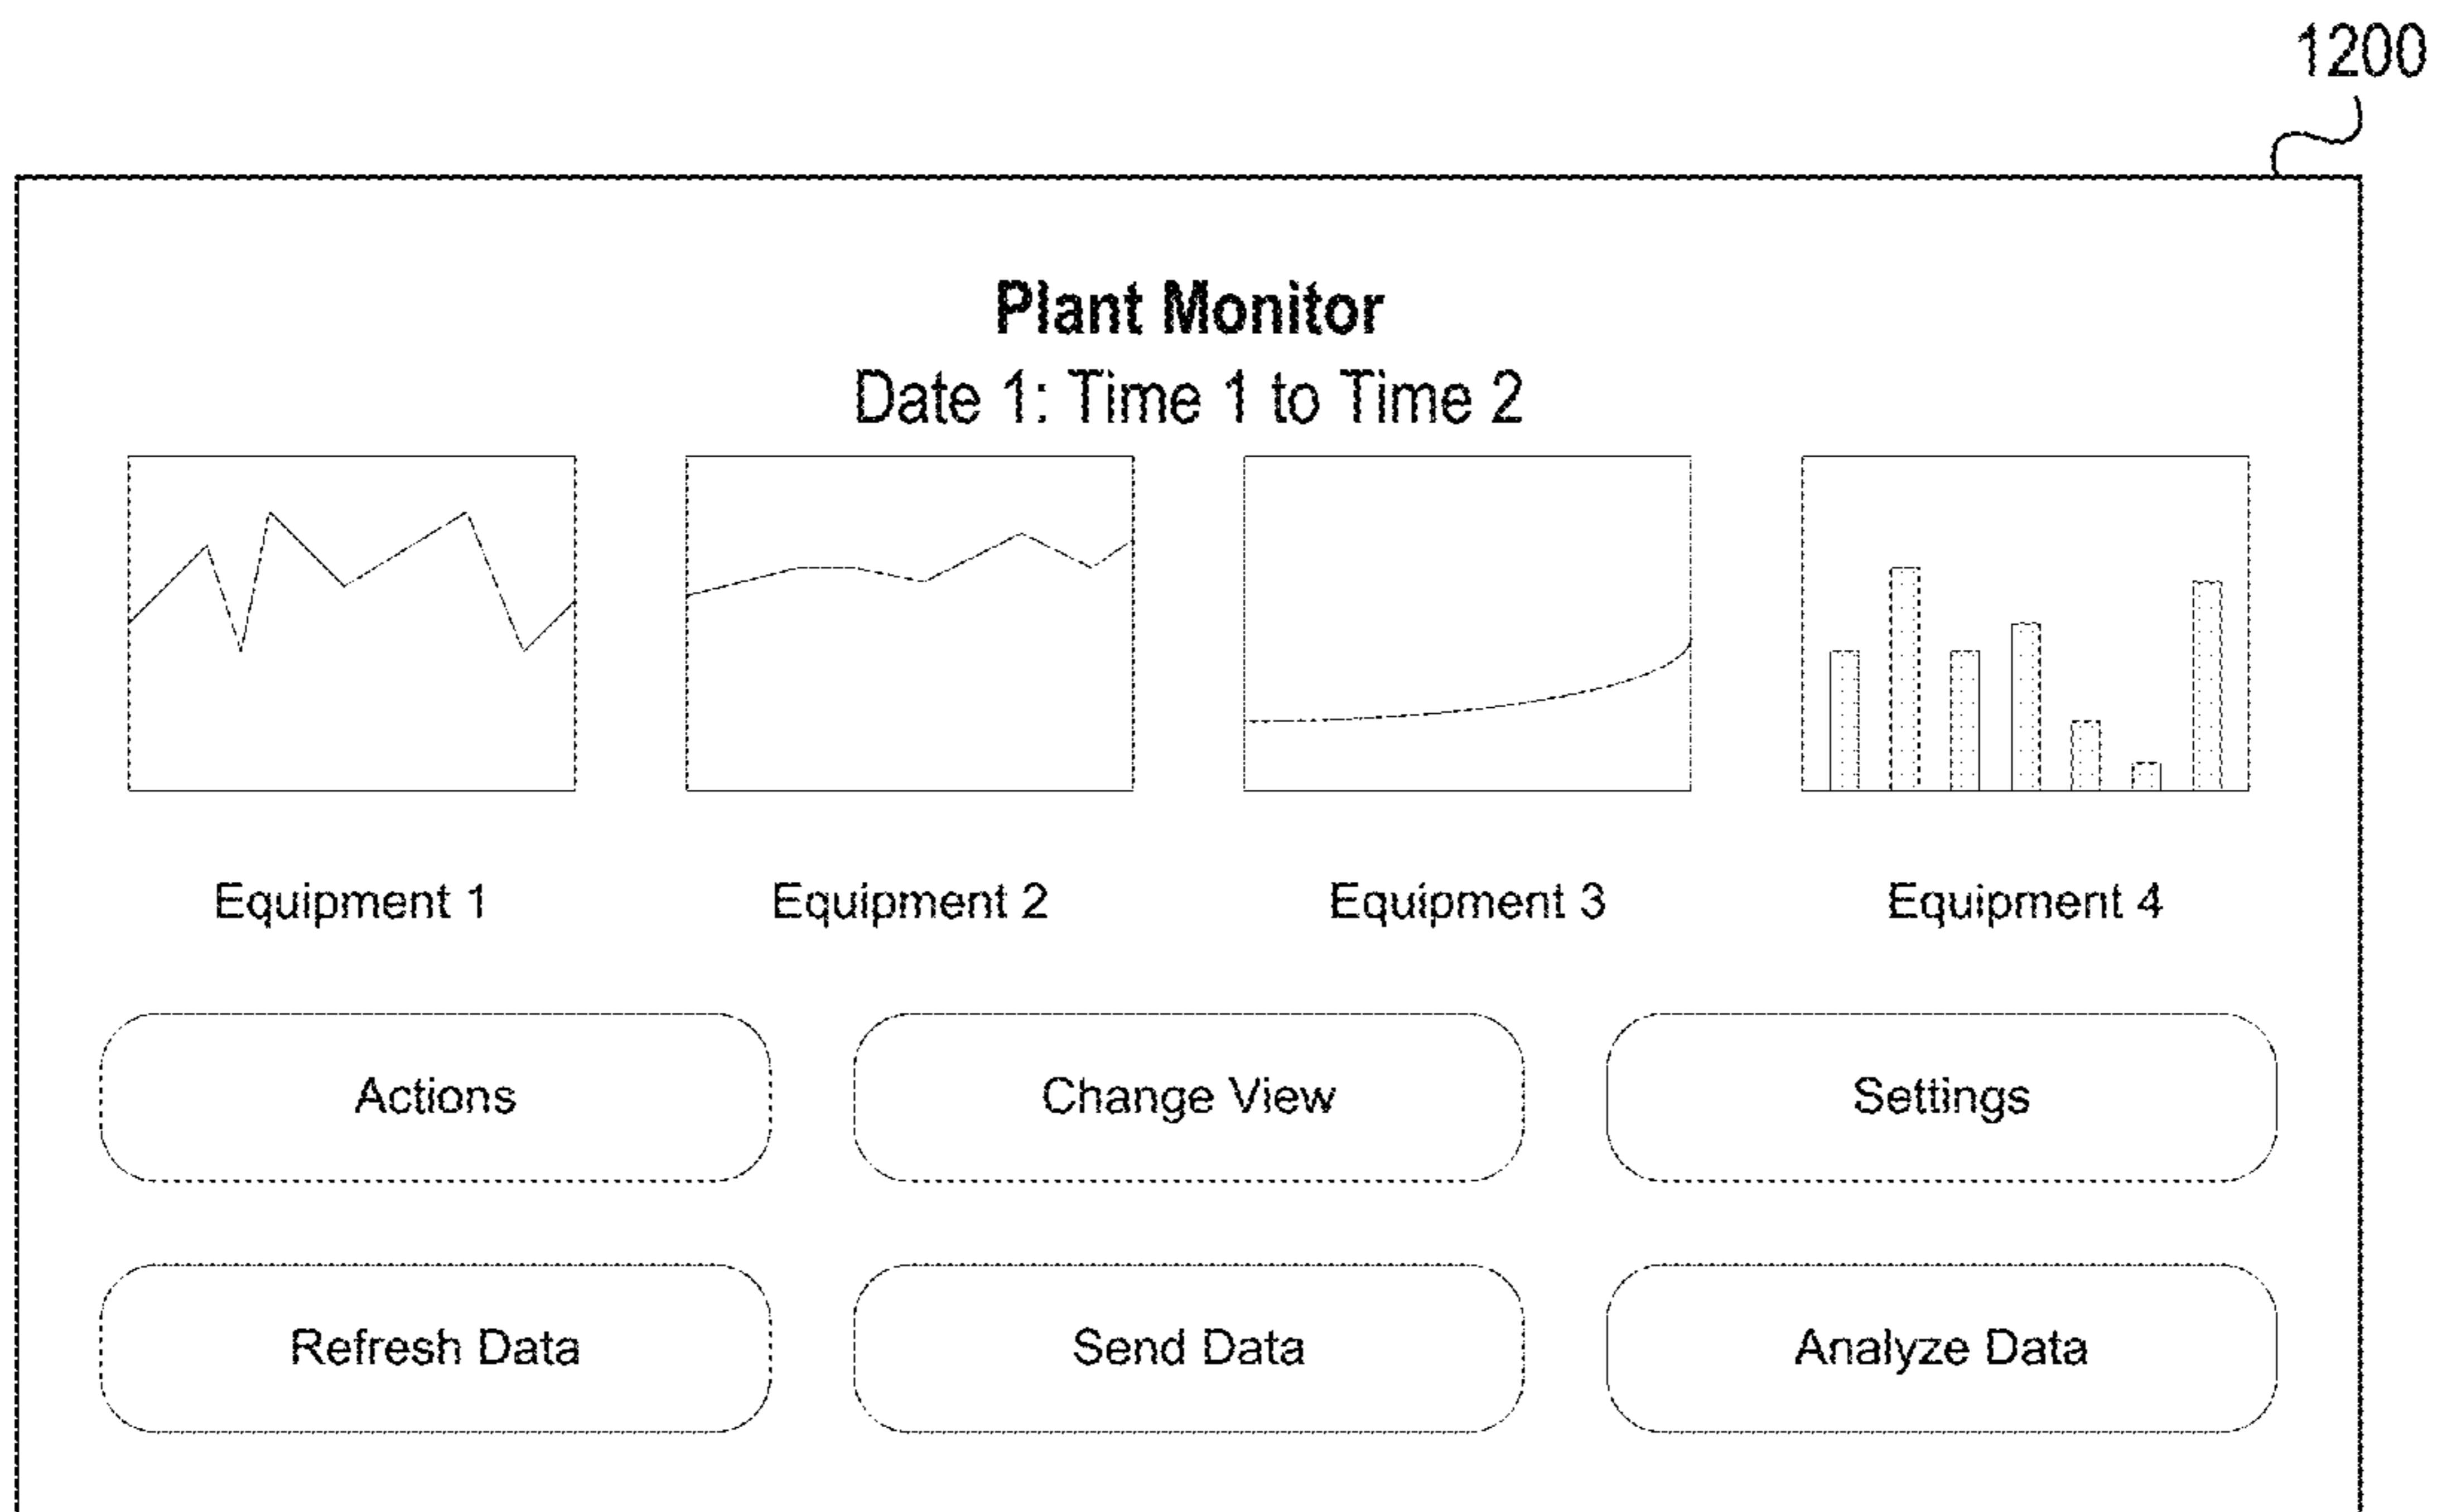 1200
Plant Monitor
Date 1: Time 1 to Time 2
Equipment 1
Equipment 2
Equipment 3
Equipment 4
Actions
Change View
Settings
Refresh Data
Send Data
Analyze Data